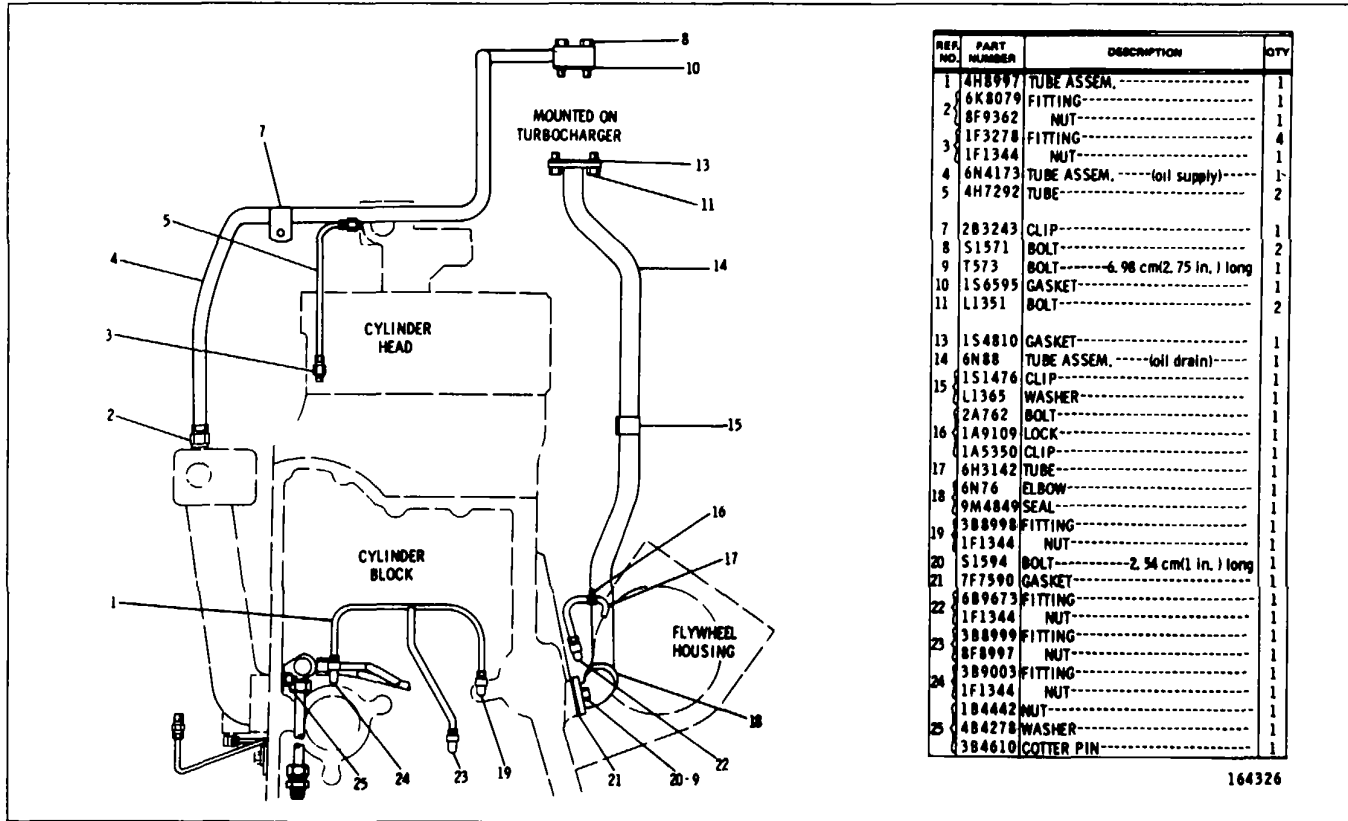 8
10
MOUNTED ON
TURBOCHARGER
7
13
11
5
4
14
CYLINDER
HEAD
3
2
15
16
CYLINDER
BLOCK
17
1
FLYWHEEL
HOUSING
18
22
25
24
23
19
21
20-9
REF. NO. PART NUMBER DESCRIPTION QTY
1 4H8997 TUBE ASSEM. 1
2 6K8079 FITTING 1
8F9362 NUT 1
3 1F3278 FITTING 4
1F1344 NUT 1
4 6N4173 TUBE ASSEM. (oil supply) 1
5 4H7292 TUBE 2
7 2B3243 CLIP 1
8 S1571 BOLT 2
9 T573 BOLT 6.98 cm(2.75 in.) long 1
10 1S6595 GASKET 1
11 L1351 BOLT 2
13 1S4810 GASKET 1
14 6N88 TUBE ASSEM. (oil drain) 1
15 1S1476 CLIP 1
L1365 WASHER 1
16 2A762 BOLT 1
1A9109 LOCK 1
1A5350 CLIP 1
17 6H3142 TUBE 1
18 6N76 ELBOW 1
9M4849 SEAL 1
19 3B8998 FITTING 1
1F1344 NUT 1
20 S1594 BOLT 2.54 cm(1 in.) long 1
21 7F7590 GASKET 1
22 6B9673 FITTING 1
1F1344 NUT 1
23 3B8999 FITTING 1
8F8997 NUT 1
24 3B9003 FITTING 1
1F1344 NUT 1
25 1B4442 NUT 1
4B4278 WASHER 1
3B4610 COTTER PIN 1
164326